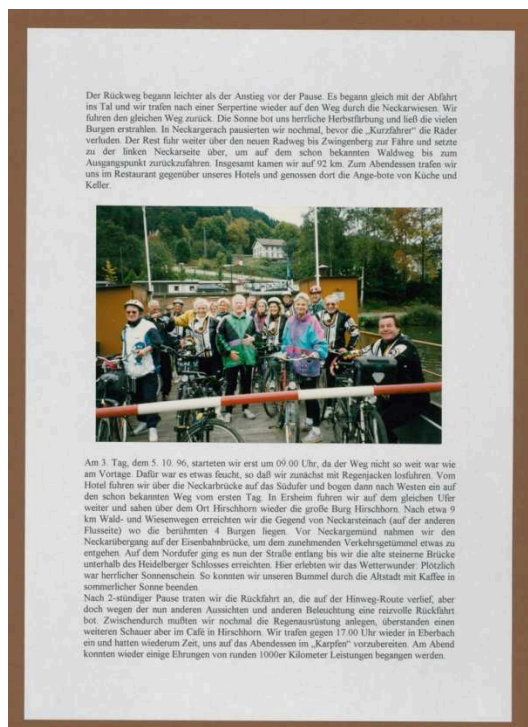 Der Rückweg begann leichter als der Anstieg vor der Pause. Es begann gleich mit der Abfahrt
ins Tal und wir trafen nach einer Serpertine wieder auf den Weg durch die Neckarwiesen. Wir
fuhren den gleichen Weg zurück. Die Sonne bot uns herrliche Herbstfärbung und ließ die vielen
Burgen erstrahlen. In Neckargerach pausierten wir nochmal, bevor die „Kurzfahrer“ die Räder
verluden. Der Rest fuhr weiter über den neuen Radweg bis Zwingenberg zur Fähre und setzte
zu der linken Neckarseite über, um auf dem schon bekannten Waldweg bis zum
Ausgangspunkt zurückzufahren. Insgesamt kamen wir auf 92 km. Zum Abendessen trafen wir
uns im Restaurant gegenüber unseres Hotels und genossen dort die Ange-bote von Küche und
Keller.
Am 3. Tag, dem 5. 10. 96, starteten wir erst um 09.00 Uhr, da der Weg nicht so weit war wie
am Vortage. Dafür war es etwas feucht, so daß wir zunächst mit Regenjacken losfuhren. Vom
Hotel fuhren wir über die Neckarbrücke auf das Südufer und bogen dann nach Westen ein auf
den schon bekannten Weg vom ersten Tag. In Ersheim fuhren wir auf dem gleichen Ufer
weiter und sahen über dem Ort Hirschhorn wieder die große Burg Hirschhorn. Nach etwa 9
km Wald- und Wiesenwegen erreichten wir die Gegend von Neckarsteinach (auf der anderen
Flusseite) wo die berühmten 4 Burgen liegen. Vor Neckargemünd nahmen wir den
Neckarübergang auf der Eisenbahnbrücke, um dem zunehmenden Verkehrsgetümmel etwas zu
entgehen. Auf dem Nordufer ging es nun der Straße entlang bis wir die alte steinerne Brücke
unterhalb des Heidelberger Schlosses erreichten. Hier erlebten wir das Wetterwunder: Plötzlich
war herrlicher Sonnenschein. So konnten wir unseren Bummel durch die Altstadt mit Kaffee in
sommerlicher Sonne beenden.
Nach 2-stündiger Pause traten wir die Rückfahrt an, die auf der Hinweg-Route verlief, aber
doch wegen der nun anderen Aussichten und anderen Beleuchtung eine reizvolle Rückfahrt
bot. Zwischendurch mußten wir nochmal die Regenausrüstung anlegen, überstanden einen
weiteren Schauer aber im Café in Hirschhorn. Wir trafen gegen 17.00 Uhr wieder in Eberbach
ein und hatten wiederum Zeit, uns auf das Abendessen im „Karpfen“ vorzubereiten. Am Abend
konnten wieder einige Ehrungen von runden 1000er Kilometer Leistungen begangen werden.